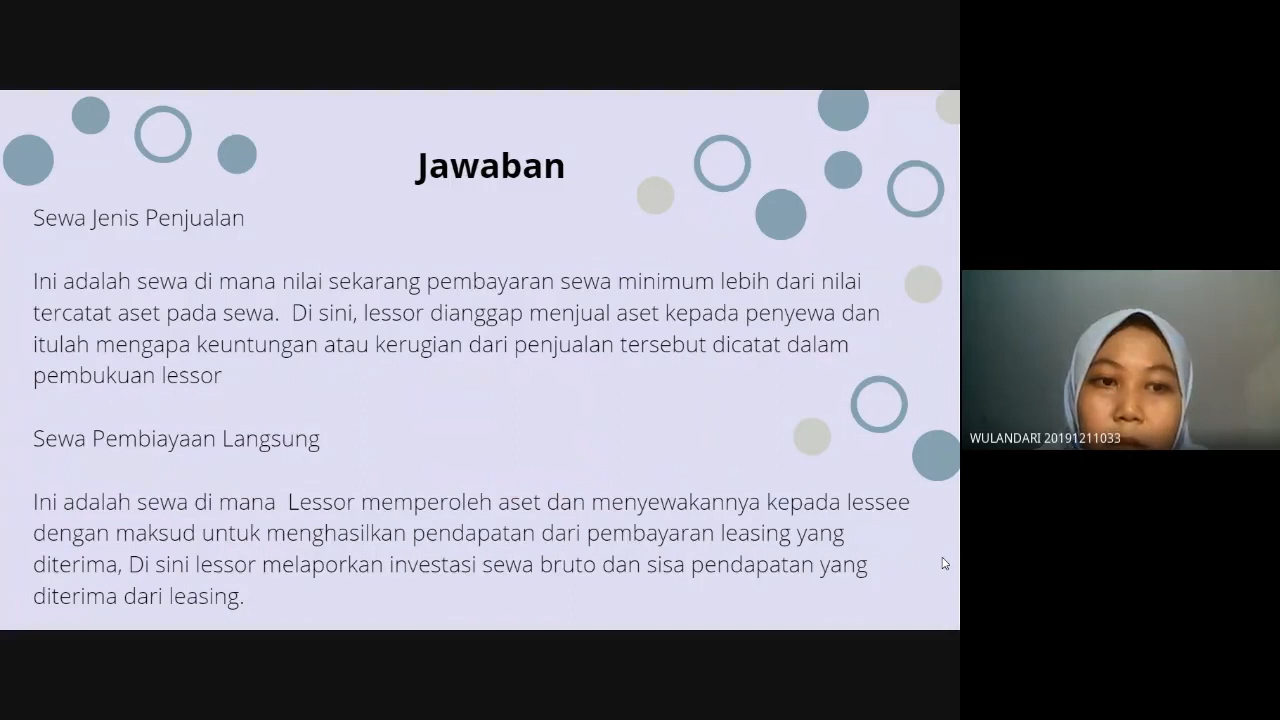 Jawaban
Sewa Jenis Penjualan
Ini adalah sewa di mana nilai sekarang pembayaran sewa minimum lebih dari nilai
tercatat aset pada sewa.  Di sini, lessor dianggap menjual aset kepada penyewa dan
itulah mengapa keuntungan atau kerugian dari penjualan tersebut dicatat dalam
pembukuan lessor
Sewa Pembiayaan Langsung
Ini adalah sewa di mana  Lessor memperoleh aset dan menyewakannya kepada lessee
dengan maksud untuk menghasilkan pendapatan dari pembayaran leasing yang
diterima, Di sini lessor melaporkan investasi sewa bruto dan sisa pendapatan yang
diterima dari leasing.
WULANDARI 20191211033